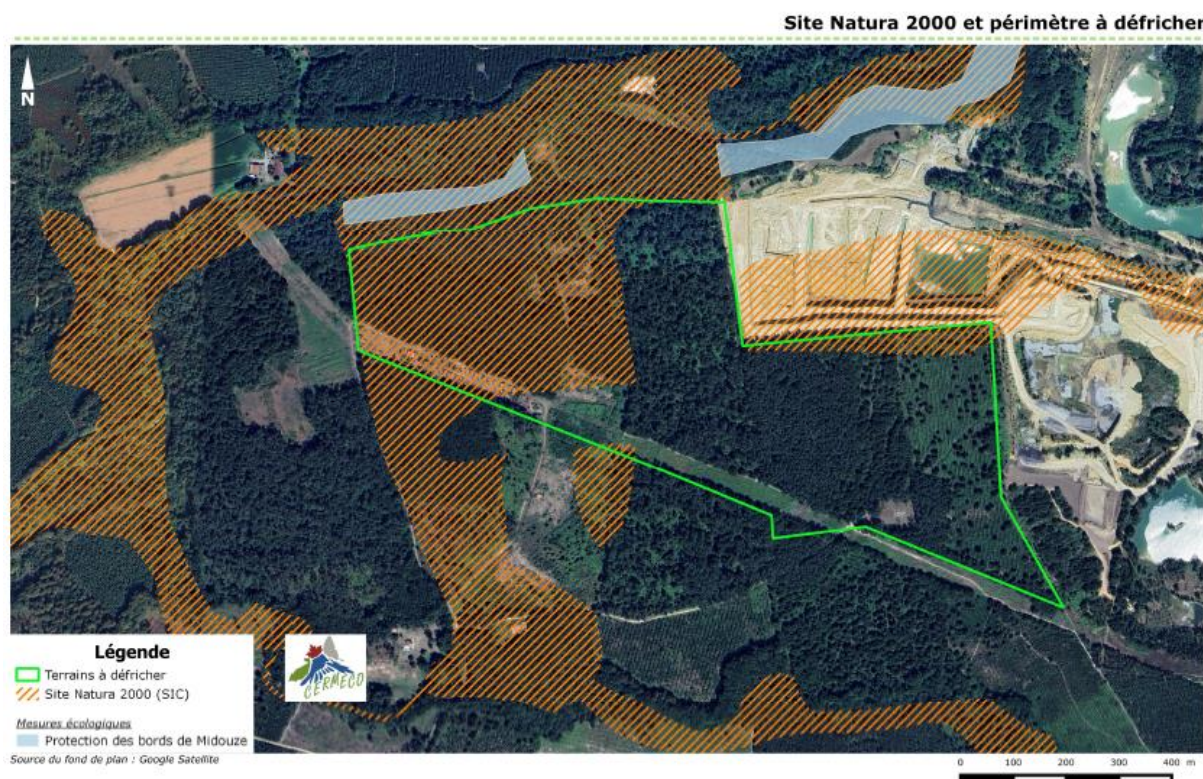 Site Natura 2000 et périmètre à défricher
N
Légende
Terrains à défricher
Site Natura 2000 (SIC)
Mesures écologiques
Protection des bords de Midouze
CERMECO
Source du fond de plan : Google Satellite
0 100 200 300 400 m